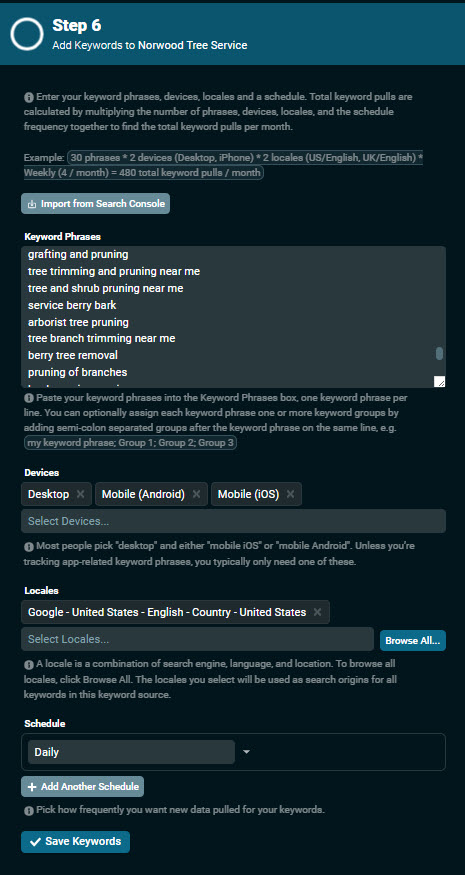 Step 6
Add Keywords to Norwood Tree Service
Enter your keyword phrases, devices, locales and a schedule. Total keyword pulls are
calculated by multiplying the number of phrases, devices, locales, and the schedule
frequency together to find the total keyword pulls per month.
Example: 30 phrases * 2 devices (Desktop, iPhone) * 2 locales (US/English, UK/English) *
Weekly (4 / month) = 480 total keyword pulls / month
Import from Search Console
Keyword Phrases
grafting and pruning
tree trimming and pruning near me
tree and shrub pruning near me
service berry bark
arborist tree pruning
tree branch trimming near me
berry tree removal
pruning of branches
Paste your keyword phrases into the Keyword Phrases box, one keyword phrase per
line. You can optionally assign each keyword phrase one or more keyword groups by
adding semi-colon separated groups after the keyword phrase on the same line, e.g.
my keyword phrase; Group 1; Group 2; Group 3
Devices
Desktop × Mobile (Android) × Mobile (iOS) ×
Select Devices...
Most people pick "desktop" and either "mobile iOS" or "mobile Android". Unless you're
tracking app-related keyword phrases, you typically only need one of these.
Locales
Google - United States - English - Country - United States ×
Select Locales... Browse All...
A locale is a combination of search engine, language, and location. To browse all
locales, click Browse All. The locales you select will be used as search origins for all
keywords in this keyword source.
Schedule
Daily
+ Add Another Schedule
Pick how frequently you want new data pulled for your keywords.
Save Keywords